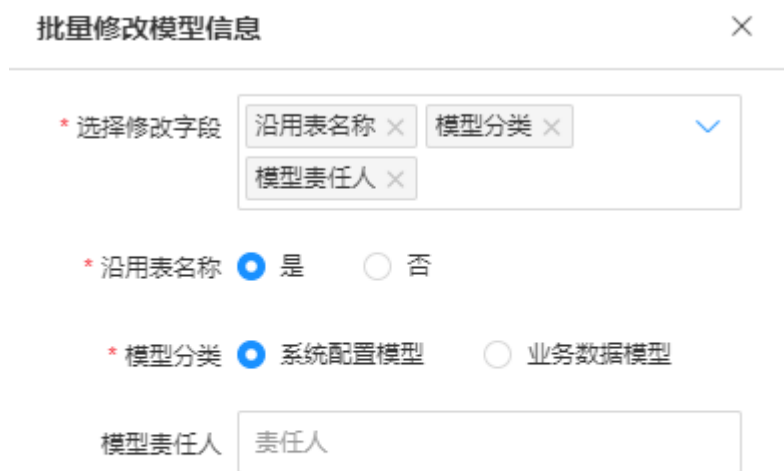 批量修改模型信息
* 选择修改字段 沿用表名称 模型分类
模型责任人
* 沿用表名称 是 否
* 模型分类 系统配置模型 业务数据模型
模型责任人 责任人